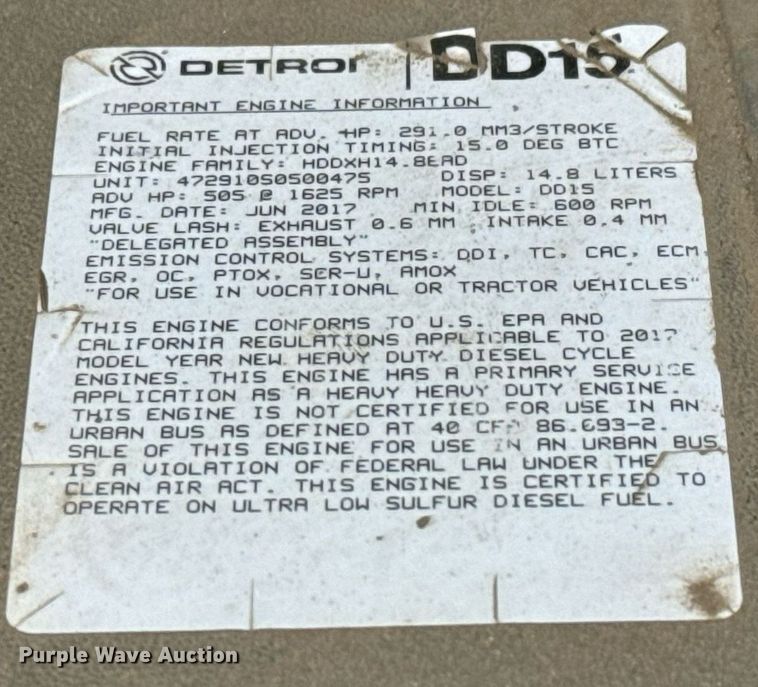 DETROI DD15
IMPORTANT ENGINE INFORMATION
FUEL RATE AT ADV. HP: 291.0 MM3/STROKE
INITIAL INJECTION TIMING: 15.0 DEG BTC
ENGINE FAMILY: HDDXH14.8EAD
UNIT: 472910S0500475 DISP: 14.8 LITERS
ADV HP: 505 @ 1625 RPM MODEL: DD15
MFG. DATE: JUN 2017 MIN IDLE: 600 RPM
VALVE LASH: EXHAUST 0.6 MM , INTAKE 0.4 MM
"DELEGATED ASSEMBLY"
EMISSION CONTROL SYSTEMS: DDI, TC, CAC, ECM,
EGR, OC, PTOX, SCR-U, AMOX
"FOR USE IN VOCATIONAL OR TRACTOR VEHICLES"
THIS ENGINE CONFORMS TO U.S. EPA AND
CALIFORNIA REGULATIONS APPLICABLE TO 2017
MODEL YEAR NEW HEAVY DUTY DIESEL CYCLE
ENGINES. THIS ENGINE HAS A PRIMARY SERVICE
APPLICATION AS A HEAVY HEAVY DUTY ENGINE.
THIS ENGINE IS NOT CERTIFIED FOR USE IN AN
URBAN BUS AS DEFINED AT 40 CFR 86.093-2.
SALE OF THIS ENGINE FOR USE IN AN URBAN BUS
IS A VIOLATION OF FEDERAL LAW UNDER THE
CLEAN AIR ACT. THIS ENGINE IS CERTIFIED TO
OPERATE ON ULTRA LOW SULFUR DIESEL FUEL.
Purple Wave Auction